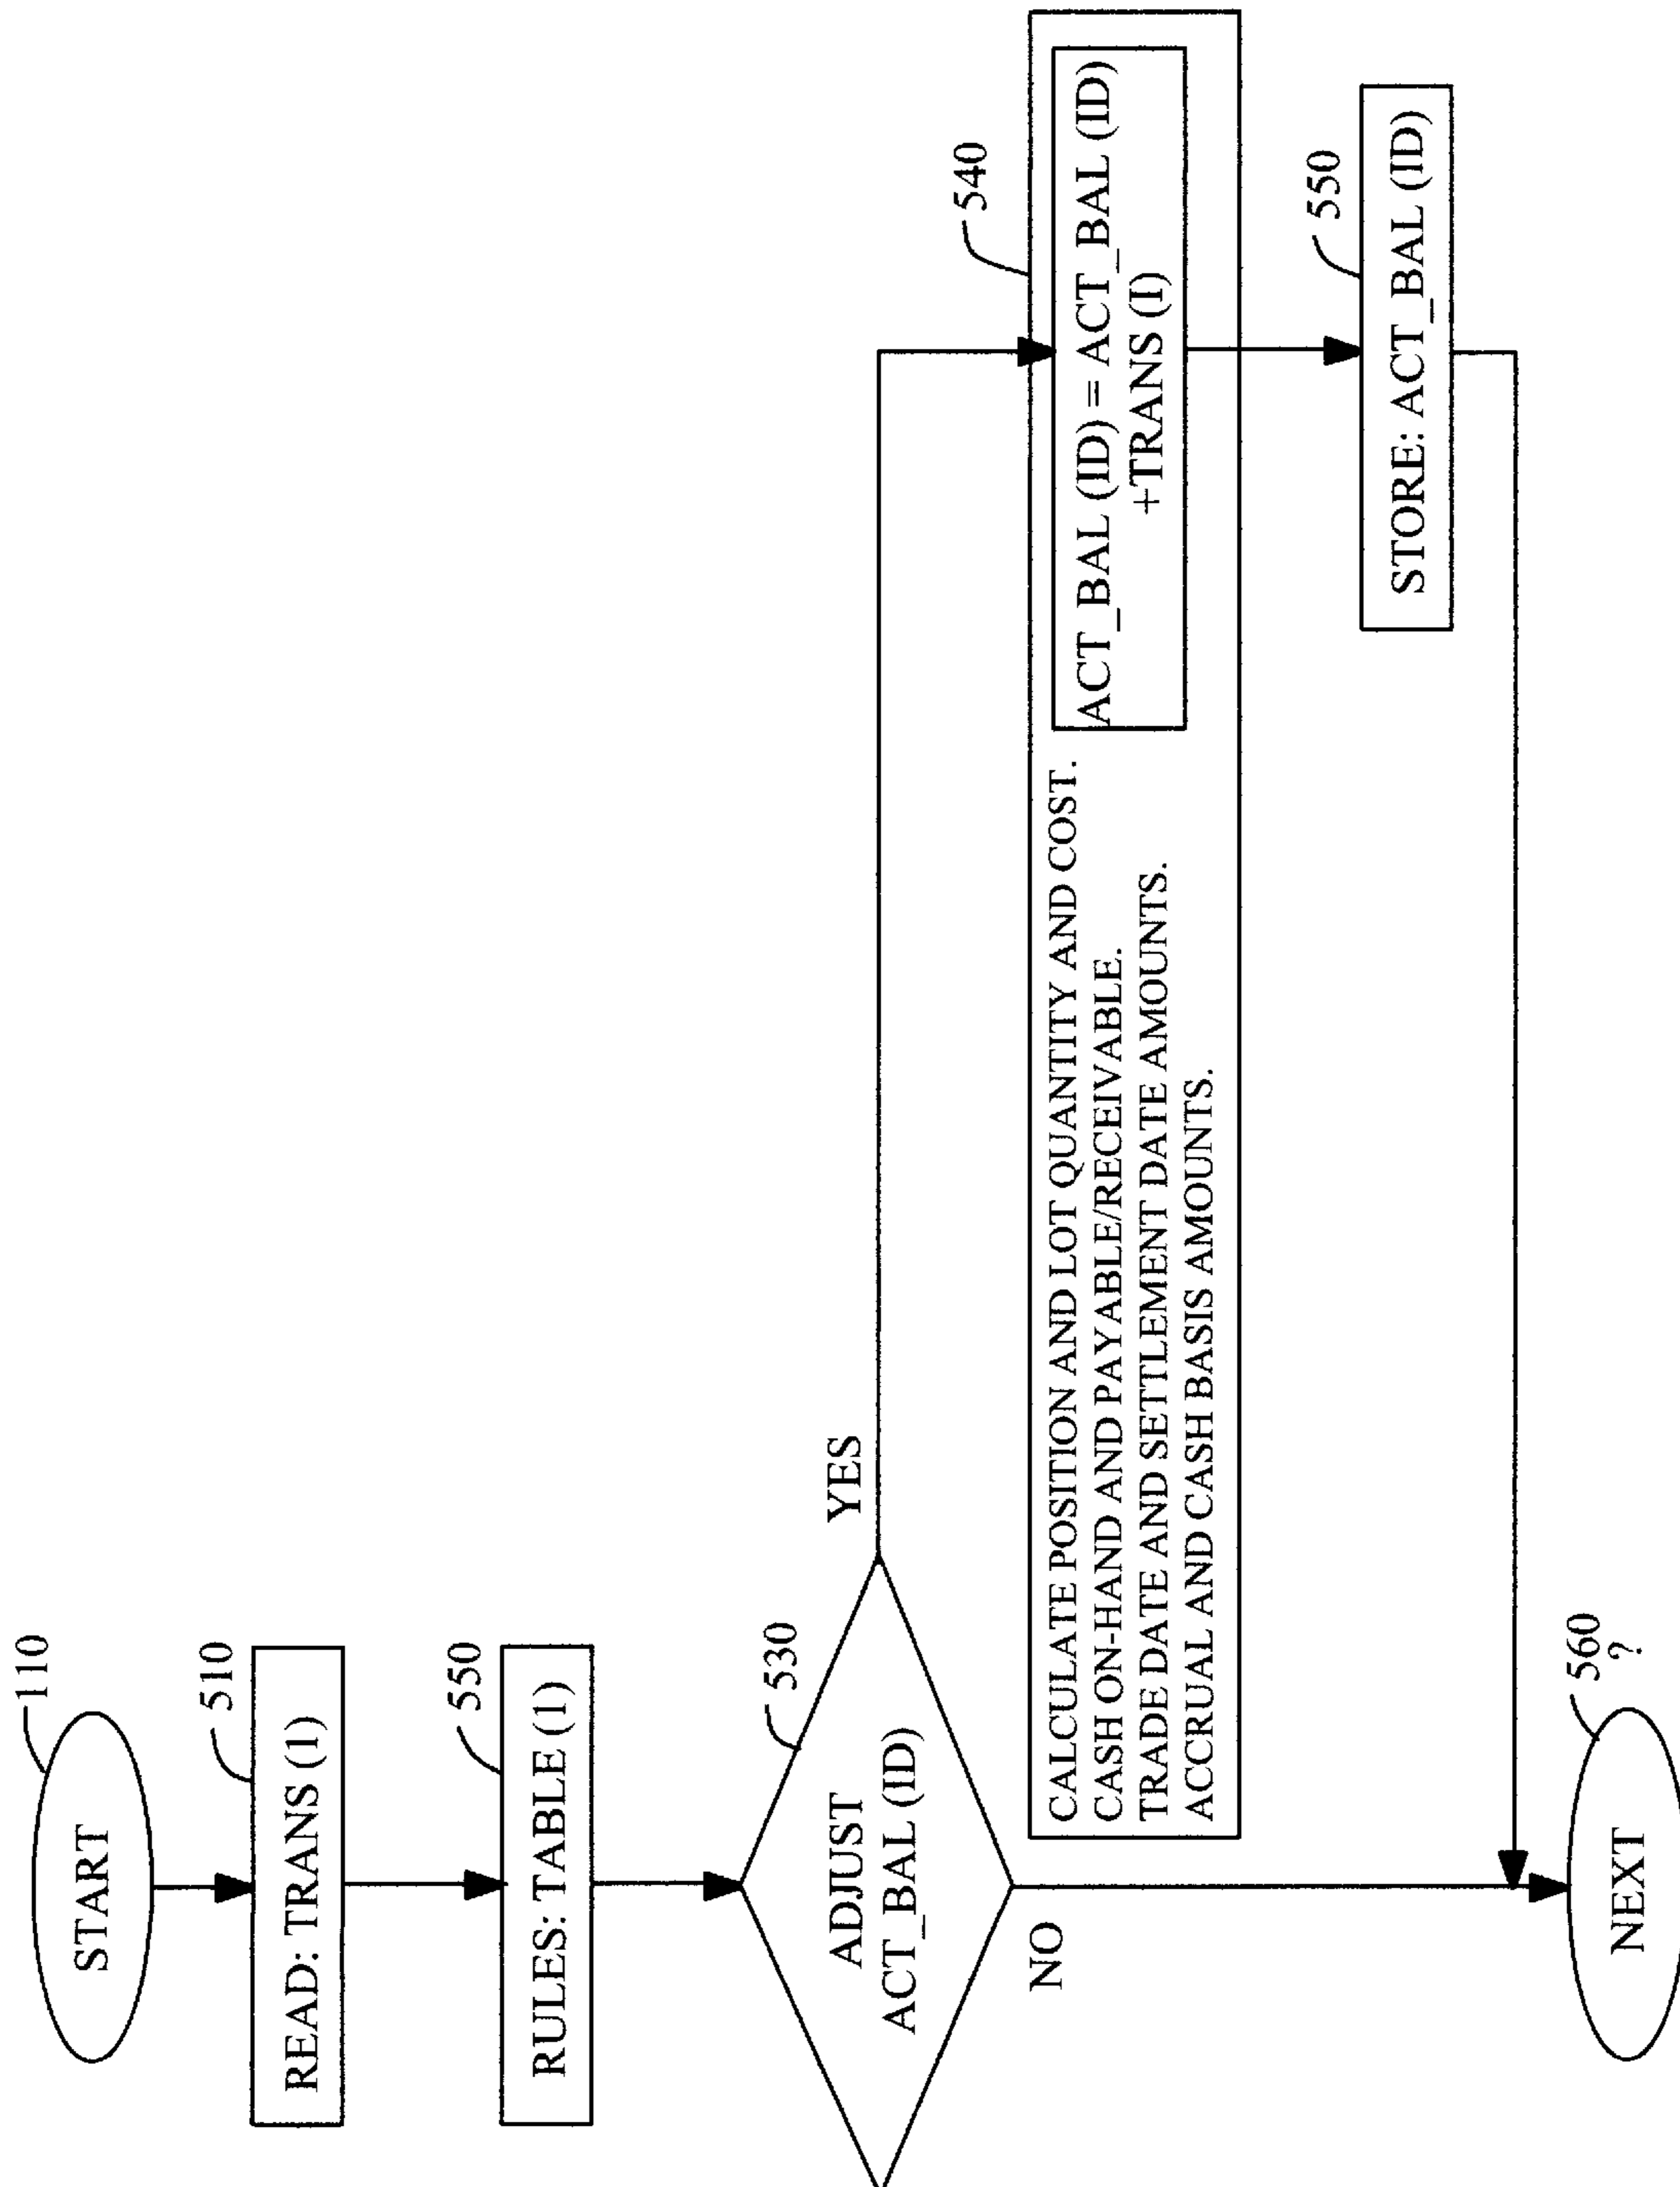 START
110
READ: TRANS (1)
510
RULES: TABLE (1)
550
ADJUST
ACT_BAL (ID)
530
YES
NO
540
CALCULATE POSITION AND LOT QUANTITY AND COST.
CASH ON-HAND AND PAYABLE/RECEIVABLE.
TRADE DATE AND SETTLEMENT DATE AMOUNTS.
ACCRUAL AND CASH BASIS AMOUNTS.
ACT_BAL (ID) = ACT_BAL (ID)
+TRANS (I)
550
STORE: ACT_BAL (ID)
NEXT
560
?